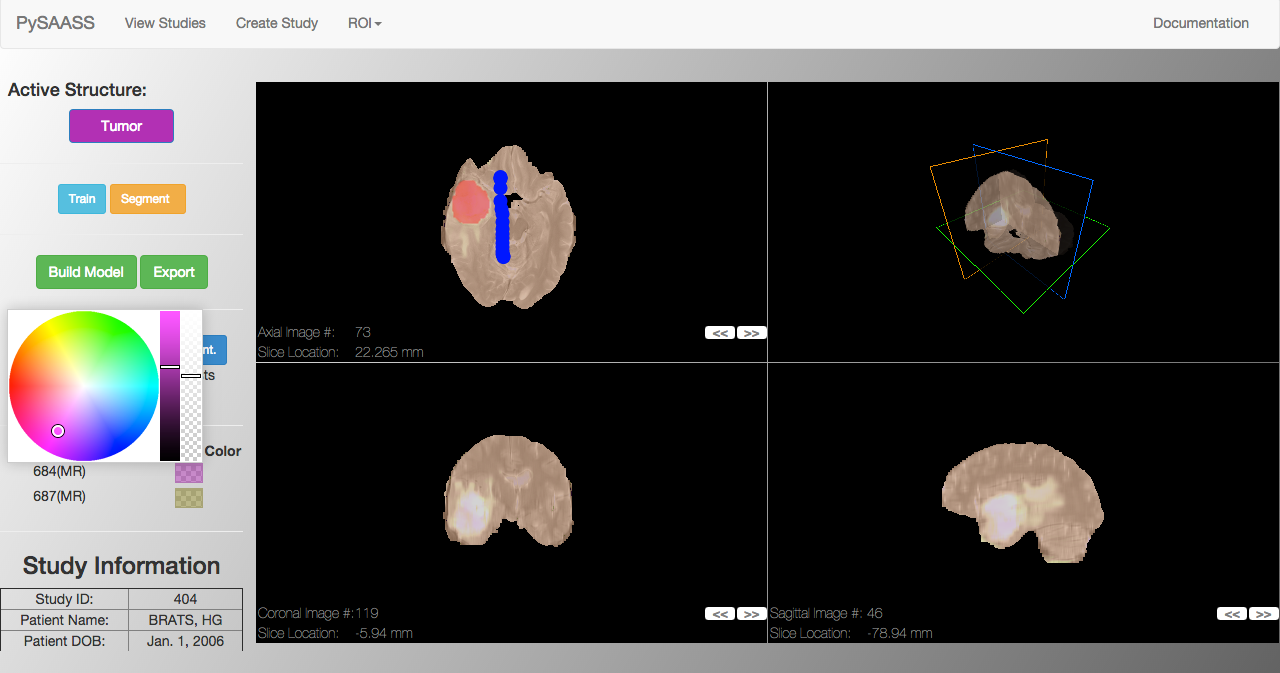 PySAASS View Studies Create Study ROI Documentation
Active Structure:
Tumor
Train Segment
Build Model Export
nt.
ts
Color
684(MR)
687(MR)
Study Information
Study ID: 404
Patient Name: BRATS, HG
Patient DOB: Jan. 1, 2006
Axial Image #: 73
Slice Location: 22.265 mm
<< >>
Coronal Image #: 119
Slice Location: -5.94 mm
<< >>
Sagittal Image #: 46
Slice Location: -78.94 mm
<< >>